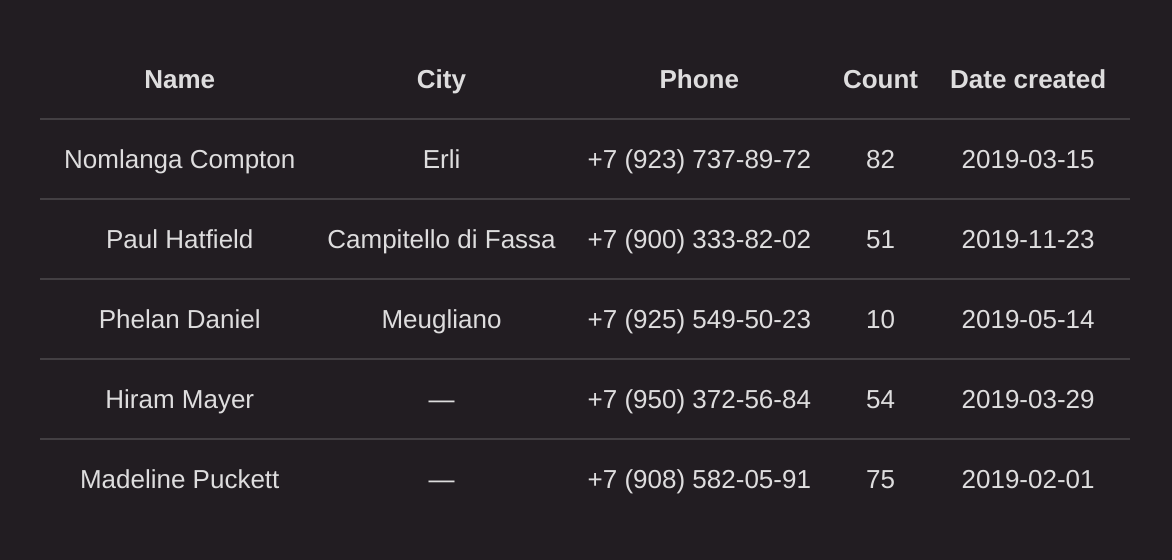 Name City Phone Count Date created
Nomlanga Compton Erli +7 (923) 737-89-72 82 2019-03-15
Paul Hatfield Campitello di Fassa +7 (900) 333-82-02 51 2019-11-23
Phelan Daniel Meugliano +7 (925) 549-50-23 10 2019-05-14
Hiram Mayer — +7 (950) 372-56-84 54 2019-03-29
Madeline Puckett — +7 (908) 582-05-91 75 2019-02-01